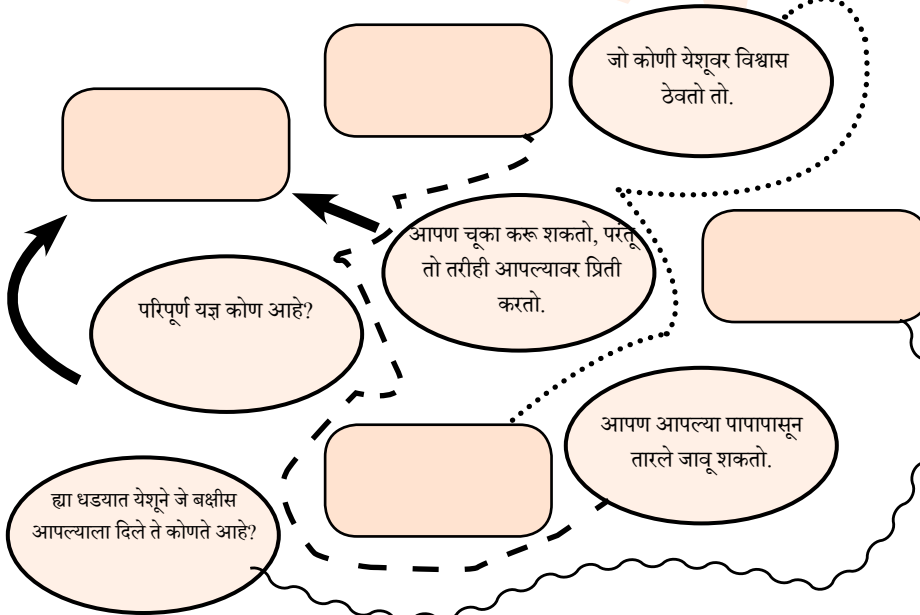 जो कोणी येशूवर विश्वास
ठेवतो तो.
आपण चूका करू शकतो, परंतू
तो तरीही आपल्यावर प्रिती
करतो.
परिपूर्ण यज्ञ कोण आहे?
आपण आपल्या पापापासून
तारले जावू शकतो.
ह्या धडयात येशूने जे बक्षीस
आपल्याला दिले ते कोणते आहे?